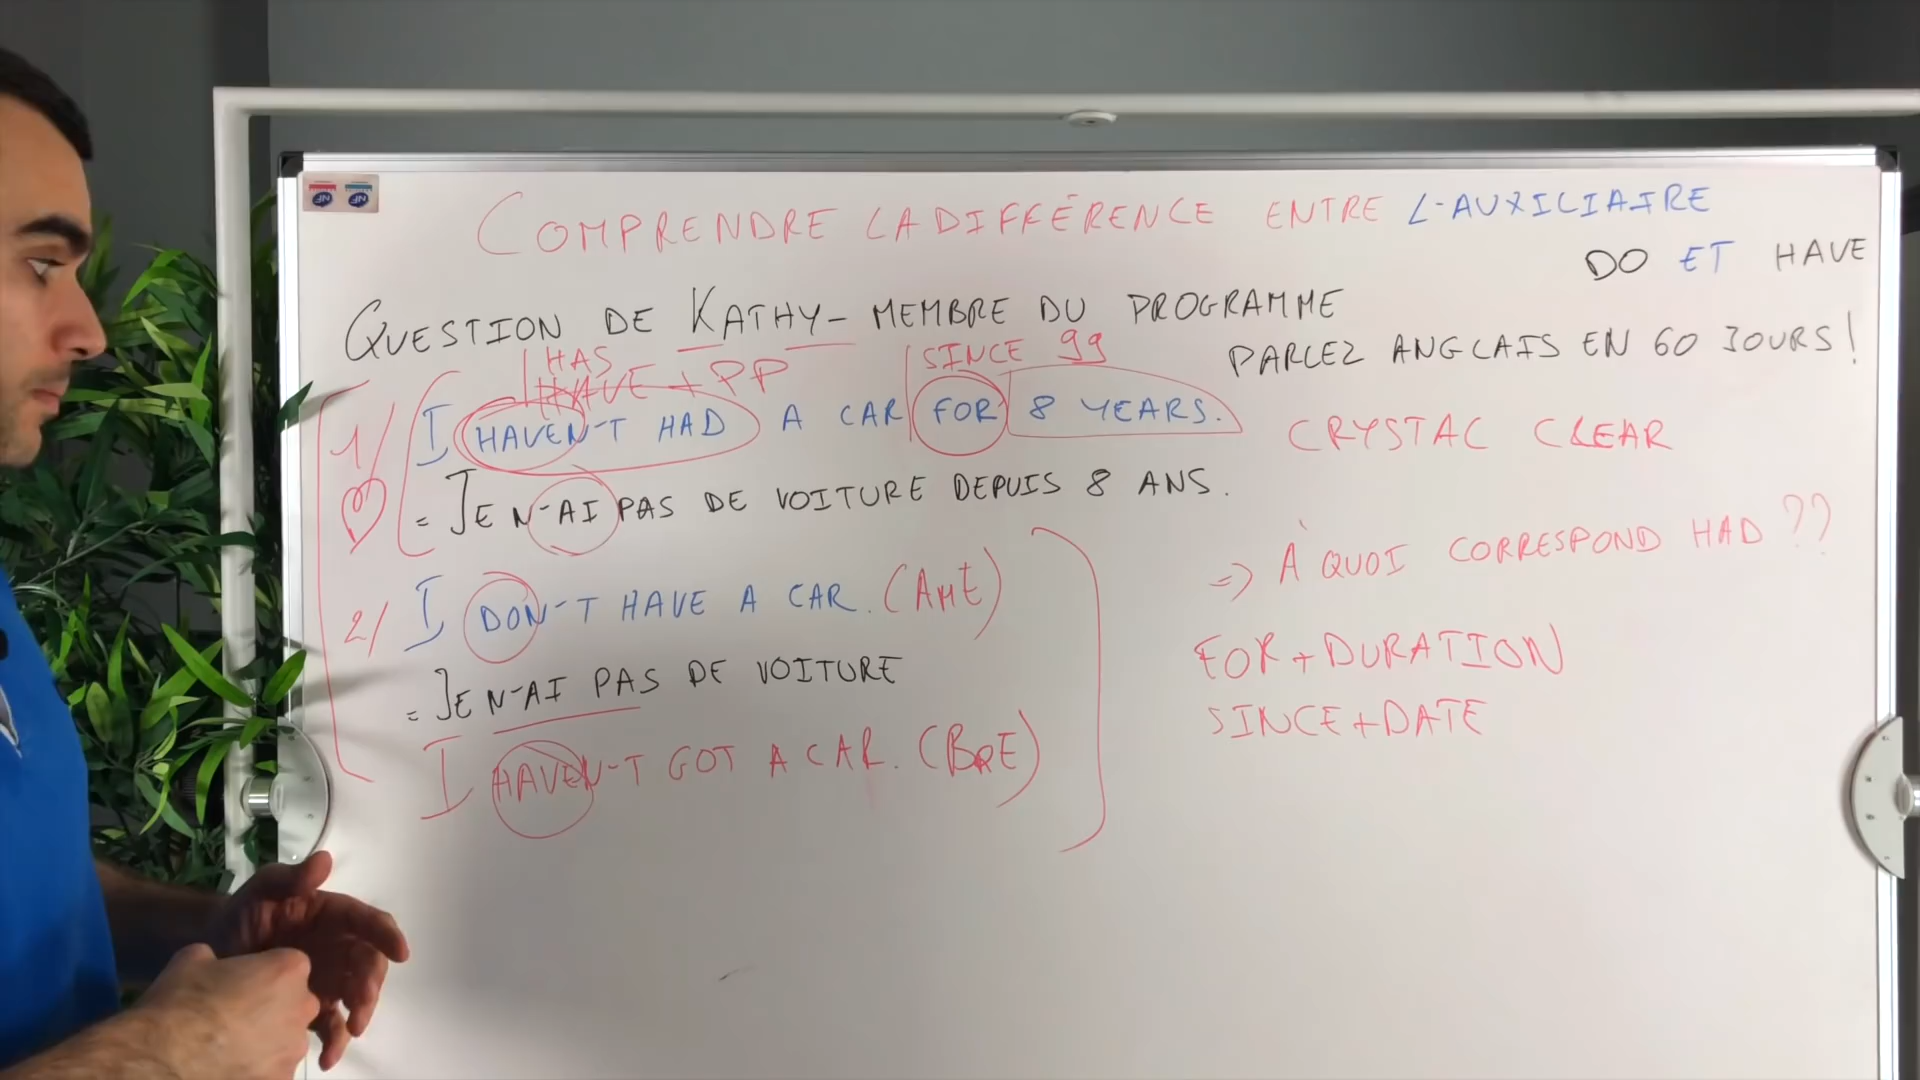 COMPRENDRE LA DIFFÉRENCE ENTRE L-AUXILIAIRE
DO ET HAVE
QUESTION DE KATHY- MEMBRE DU PROGRAMME
PARLEZ ANGLAIS EN 60 JOURS!
HAS
HAVE + PP
SINCE 99
1/ I HAVEN-T HAD A CAR FOR 8 YEARS.
= JE N-AI PAS DE VOITURE DEPUIS 8 ANS.
CRYSTAL CLEAR
=> À QUOI CORRESPOND HAD ??
2/ I DON-T HAVE A CAR. (AmE)
= JE N-AI PAS DE VOITURE
I HAVEN-T GOT A CAR. (BRE)
FOR + DURATION
SINCE + DATE
NF NF